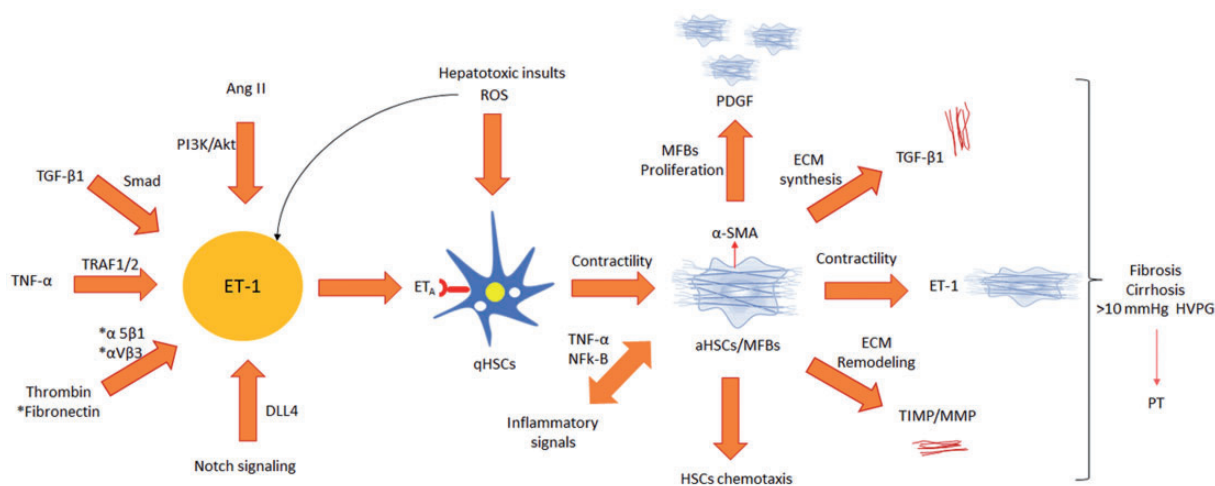 Ang II
PI3K/Akt
TGF-β1
Smad
TNF-α
TRAF1/2
*α 5β1
*αVβ3
Thrombin
*Fibronectin
DLL4
Notch signaling
ET-1
Hepatotoxic insults
ROS
ETA
qHSCs
Contractility
TNF-α
NFk-B
Inflammatory
signals
PDGF
MFBs
Proliferation
α-SMA
aHSCs/MFBs
HSCs chemotaxis
ECM
synthesis
TGF-β1
Contractility
ET-1
ECM
Remodeling
TIMP/MMP
Fibrosis
Cirrhosis
>10 mmHg HVPG
PT